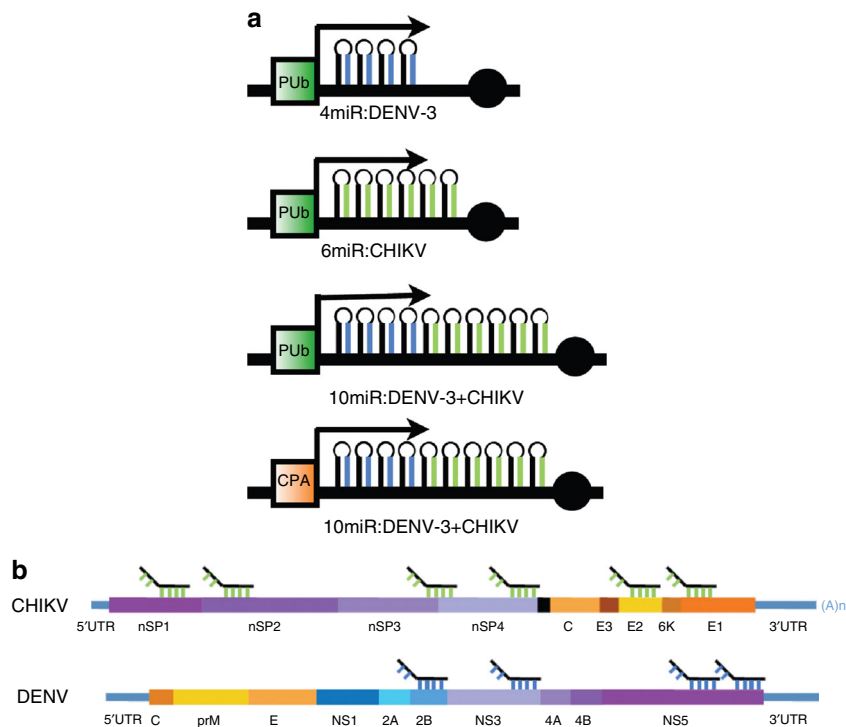 a
PUb
4miR:DENV-3
PUb
6miR:CHIKV
PUb
10miR:DENV-3+CHIKV
CPA
10miR:DENV-3+CHIKV
b
CHIKV (A)n
5′UTR nSP1 nSP2 nSP3 nSP4 C E3 E2 6K E1 3′UTR
DENV
5′UTR C prM E NS1 2A 2B NS3 4A 4B NS5 3′UTR